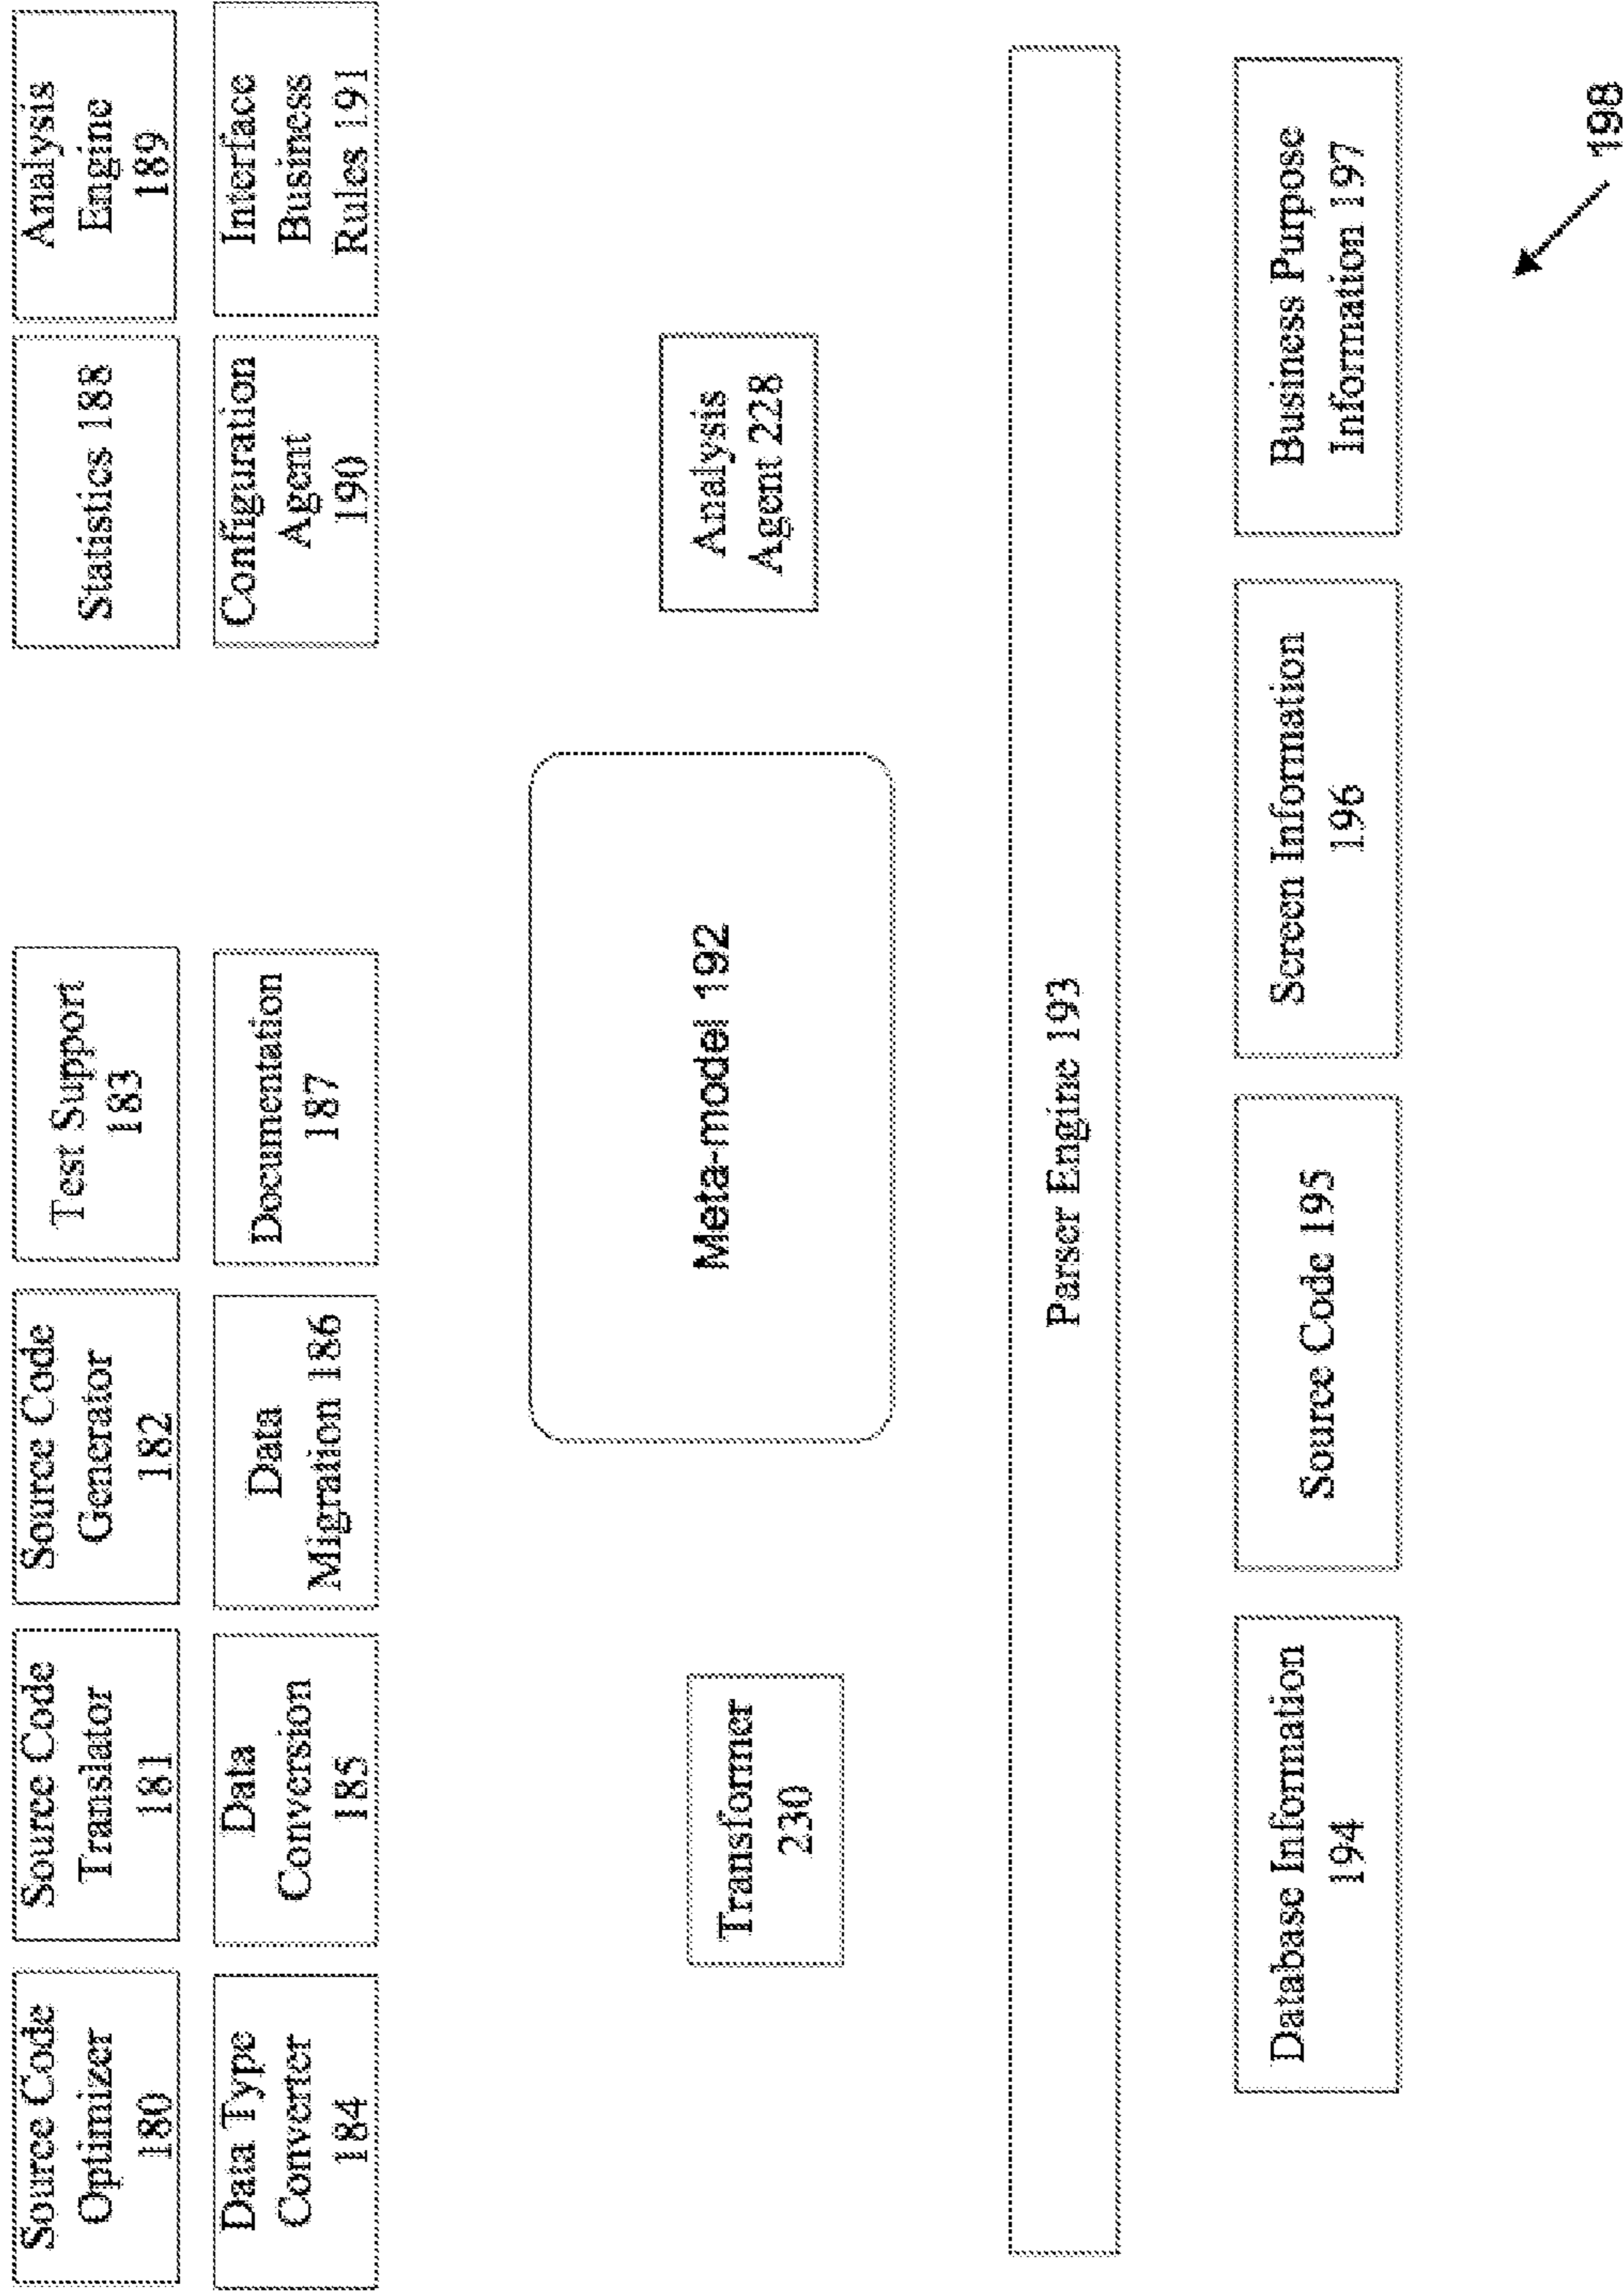 Source Code
Optimizer
180
Source Code
Translator
181
Source Code
Generator
182
Test Support
183
Statistics 188
Analysis
Engine
189
Data Type
Converter
184
Data
Conversion
185
Data
Migration 186
Documentation
187
Configuration
Agent
190
Interface
Business
Rules 191
Transformer
230
Meta-model 192
Analysis
Agent 228
Parser Engine 193
Database Information
194
Source Code 195
Screen Information
196
Business Purpose
Information 197
198